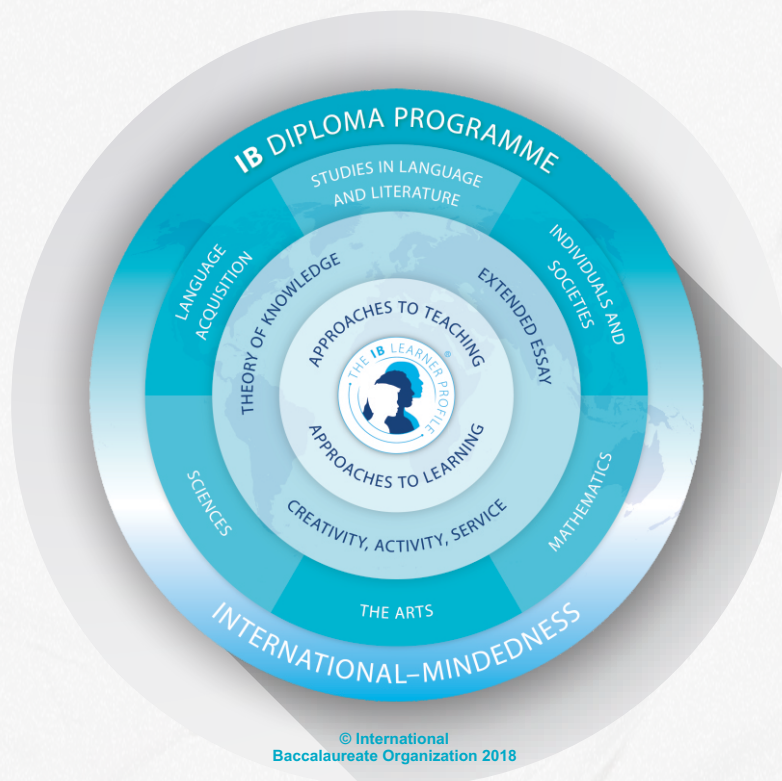 IB DIPLOMA PROGRAMME
STUDIES IN LANGUAGE
AND LITERATURE
LANGUAGE
ACQUISITION
INDIVIDUALS AND
SOCIETIES
THEORY OF KNOWLEDGE
EXTENDED ESSAY
APPROACHES TO TEACHING
THE IB LEARNER PROFILE®
APPROACHES TO LEARNING
CREATIVITY, ACTIVITY, SERVICE
SCIENCES
MATHEMATICS
THE ARTS
INTERNATIONAL–MINDEDNESS
© International
Baccalaureate Organization 2018